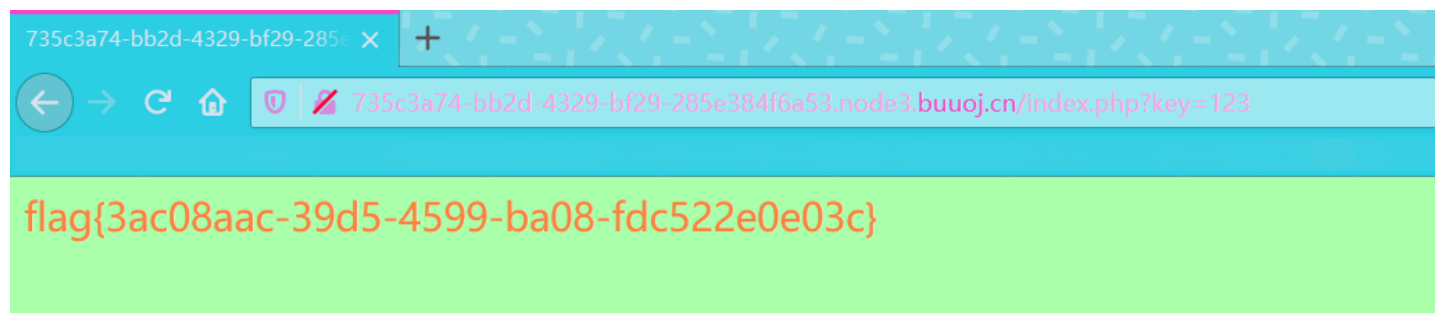 735c3a74-bb2d-4329-bf29-285e
735c3a74-bb2d-4329-bf29-285e384f6a53.node3.buuoj.cn/index.php?key=123
flag{3ac08aac-39d5-4599-ba08-fdc522e0e03c}